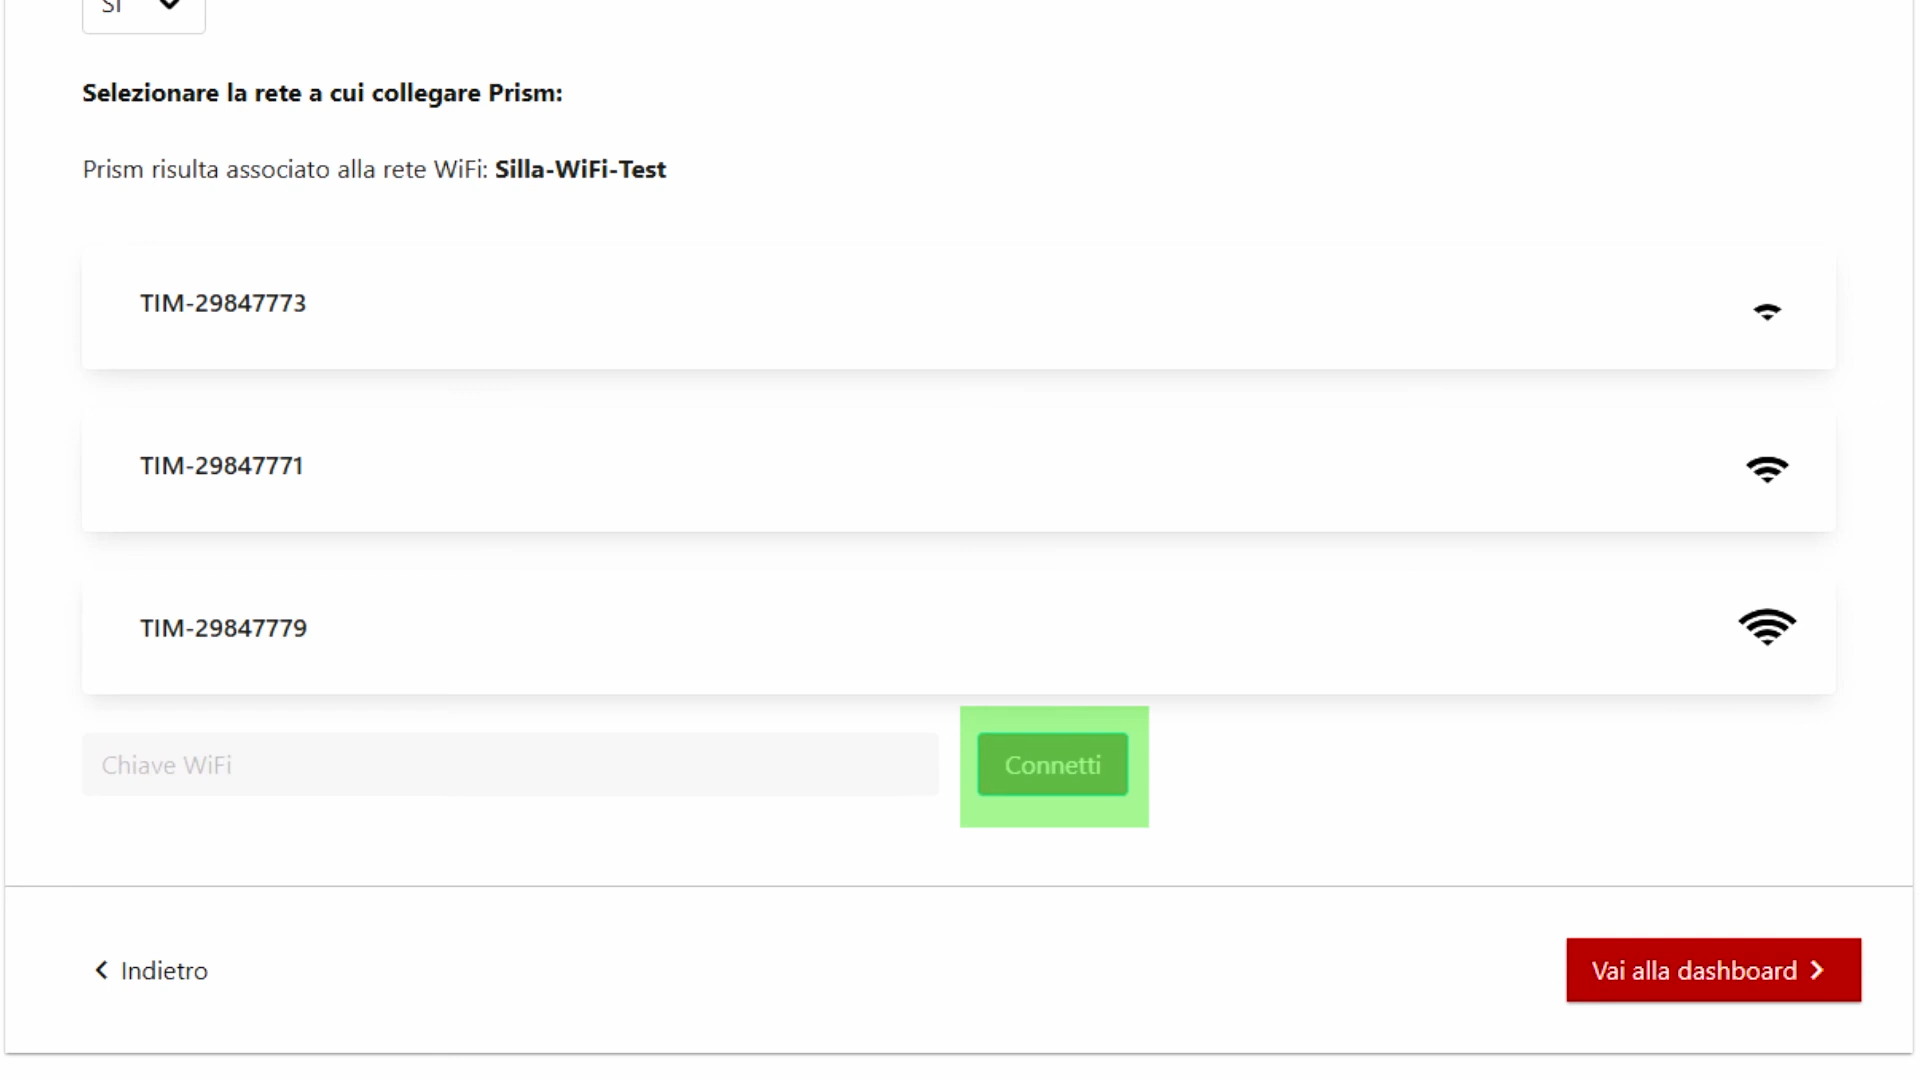 SI
Selezionare la rete a cui collegare Prism:
Prism risulta associato alla rete WiFi: Silla-WiFi-Test
TIM-29847773
TIM-29847771
TIM-29847779
Chiave WiFi
Connetti
Indietro
Vai alla dashboard